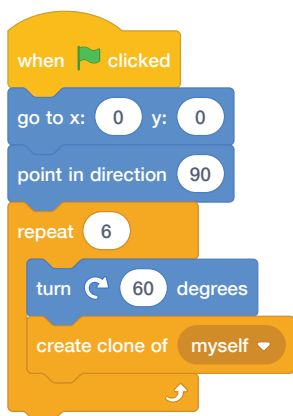 when clicked
go to x: 0 y: 0
point in direction 90
repeat 6
turn 60 degrees
create clone of myself